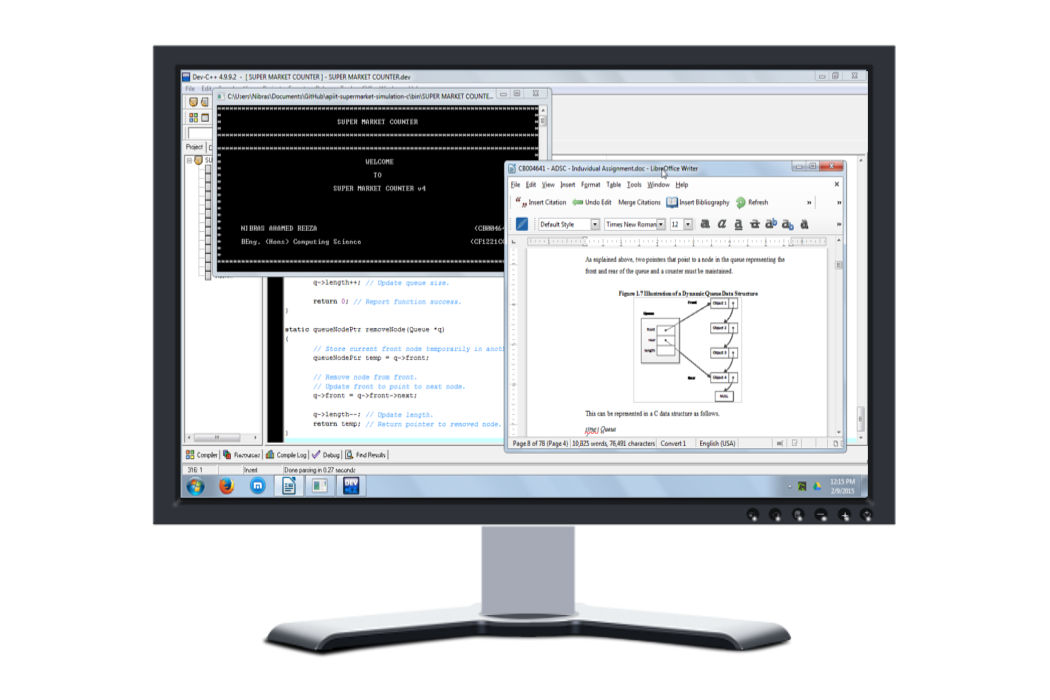 Dev-C++ 4.9.9.2 - [ SUPER MARKET COUNTER ] - SUPER MARKET COUNTER.dev
File Edit
C:\Users\Nibras\Documents\GitHub\apiit-supermarket-simulation-c\bin\SUPER MARKET COUNTE...
SUPER MARKET COUNTER
WELCOME
TO
SUPER MARKET COUNTER v4
NIBRAS AHAMED REEZA (CB0046
BEng. (Hons) Computing Science (CF1221CO
Project
q->length++; // Update queue size.
return 0; // Report function success.
}
static queueNodePtr removeNode(Queue *q)
{
// Store current front node temporarily in anot
queueNodePtr temp = q->front;
// Remove node from front.
// Update front to point to next node.
q->front = q->front->next;
q->length--; // Update length.
return temp; // Return pointer to removed node.
}
CB004641 - ADSC - Induvidual Assignment.doc - LibreOffice Writer
File Edit View Insert Format Table Tools Window Help
Insert Citation Undo Edit Merge Citations Insert Bibliography Refresh
Default Style Times New Roman 12
As explained above, two pointers that point to a node in the queue representing the
front and rear of the queue and a counter must be maintained.
Figure 1.7 Illustration of a Dynamic Queue Data Structure
Front
Object 1
Queue
Front
Rear
Length
Object 2
Object 3
Rear
Object 4
NULL
This can be represented in a C data structure as follows.
struct Queue
Page 8 of 78 (Page 4) 10,825 words, 76,491 characters Convert 1 English (USA)
Compiler Resources Compile Log Debug Find Results
316: 1 Insert Done parsing in 0.27 seconds
DEV
12:15 PM
2/9/2015